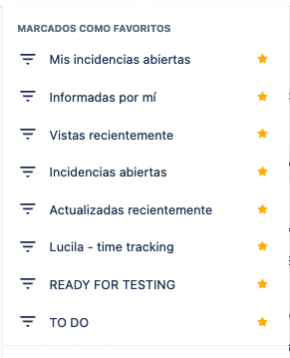 MARCADOS COMO FAVORITOS
Mis incidencias abiertas
Informadas por mí
Vistas recientemente
Incidencias abiertas
Actualizadas recientemente
Lucila - time tracking
READY FOR TESTING
TO DO